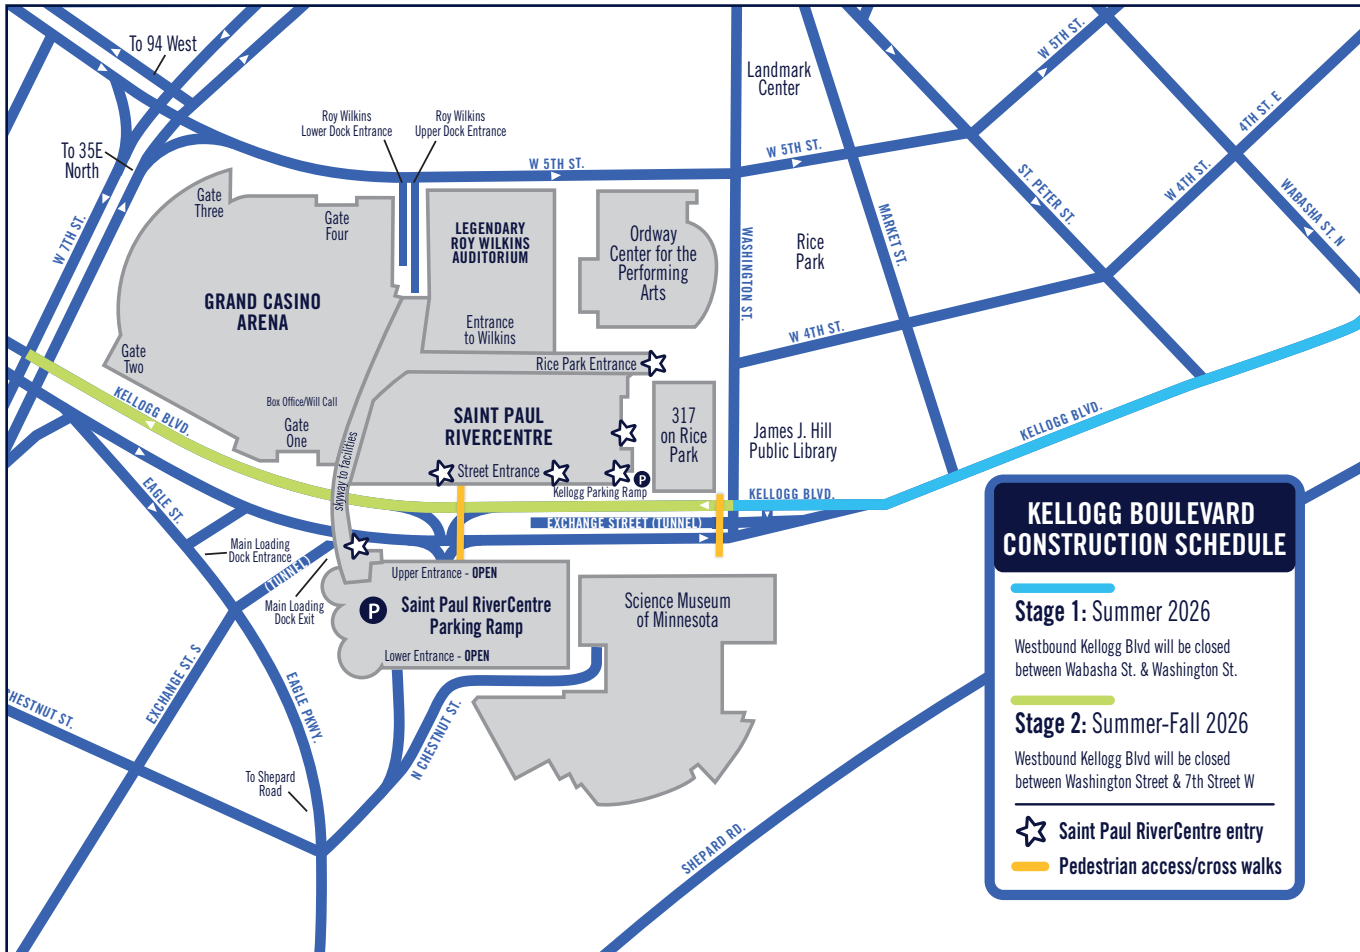 To 94 West
W 5TH ST.
Landmark
Center
4TH ST. E
Roy Wilkins
Lower Dock Entrance
Roy Wilkins
Upper Dock Entrance
To 35E
North
W 5TH ST.
W 5TH ST.
ST. PETER ST.
W 4TH ST.
WABASHA ST. N
Gate
Three
Gate
Four
W 7TH ST.
LEGENDARY
ROY WILKINS
AUDITORIUM
Ordway
Center for the
Performing
Arts
WASHINGTON ST.
Rice
Park
MARKET ST.
GRAND CASINO
ARENA
Entrance
to Wilkins
W 4TH ST.
Gate
Two
Rice Park Entrance
KELLOGG BLVD.
Box Office/Will Call
Gate
One
SAINT PAUL
RIVERCENTRE
317
on Rice
Park
James J. Hill
Public Library
KELLOGG BLVD.
skyway to facilities
Street Entrance
P
Kellogg Parking Ramp
KELLOGG BLVD.
EAGLE ST.
EXCHANGE STREET (TUNNEL)
Main Loading
Dock Entrance
(TUNNEL)
Main Loading
Dock Exit
Upper Entrance - OPEN
P
Saint Paul RiverCentre
Parking Ramp
Lower Entrance - OPEN
Science Museum
of Minnesota
EXCHANGE ST. S
EAGLE PKWY.
CHESTNUT ST.
N CHESTNUT ST.
To Shepard
Road
SHEPARD RD.
KELLOGG BOULEVARD
CONSTRUCTION SCHEDULE
Stage 1: Summer 2026
Westbound Kellogg Blvd will be closed
between Wabasha St. & Washington St.
Stage 2: Summer-Fall 2026
Westbound Kellogg Blvd will be closed
between Washington Street & 7th Street W
Saint Paul RiverCentre entry
Pedestrian access/cross walks